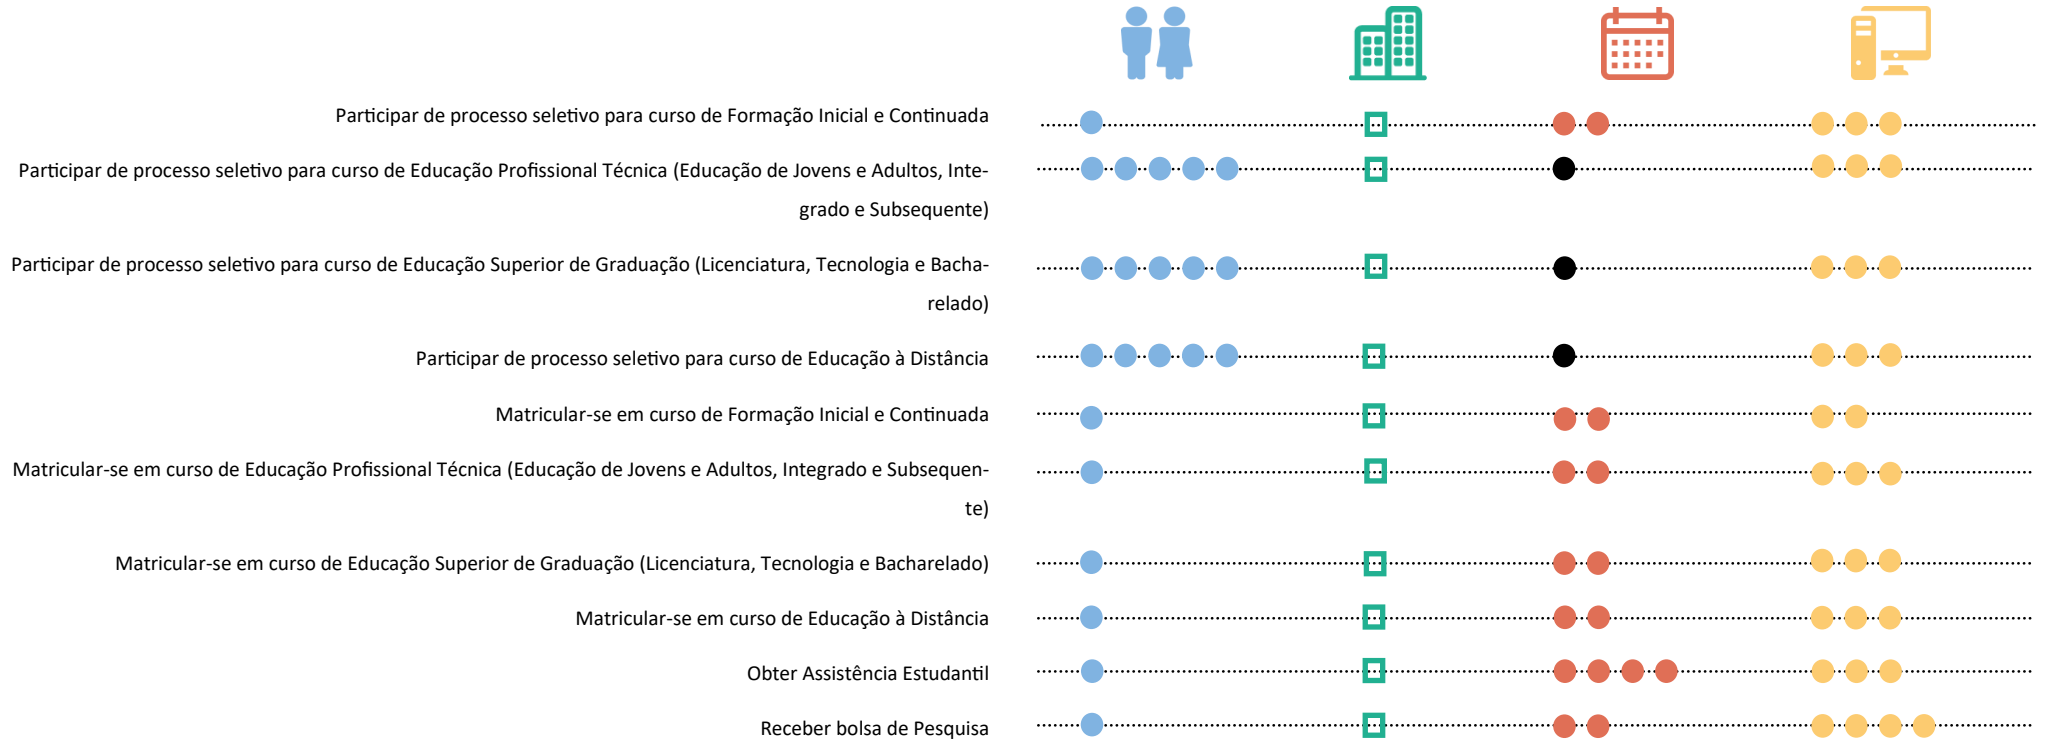 Participar de processo seletivo para curso de Formação Inicial e Continuada
Participar de processo seletivo para curso de Educação Profissional Técnica (Educação de Jovens e Adultos, Inte-
grado e Subsequente)
Participar de processo seletivo para curso de Educação Superior de Graduação (Licenciatura, Tecnologia e Bacha-
relado)
Participar de processo seletivo para curso de Educação à Distância
Matricular-se em curso de Formação Inicial e Continuada
Matricular-se em curso de Educação Profissional Técnica (Educação de Jovens e Adultos, Integrado e Subsequen-
te)
Matricular-se em curso de Educação Superior de Graduação (Licenciatura, Tecnologia e Bacharelado)
Matricular-se em curso de Educação à Distância
Obter Assistência Estudantil
Receber bolsa de Pesquisa